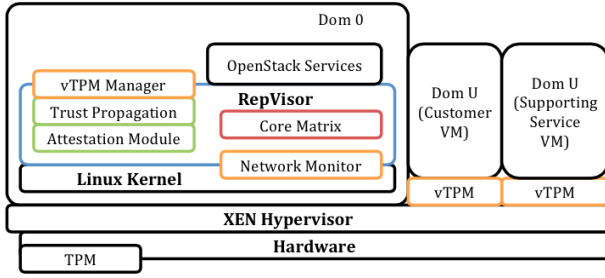 Dom 0
OpenStack Services
vTPM Manager
RepVisor
Trust Propagation
Core Matrix
Attestation Module
Network Monitor
Linux Kernel
Dom U
(Customer
VM)
Dom U
(Supporting
Service
VM)
vTPM
vTPM
XEN Hypervisor
Hardware
TPM